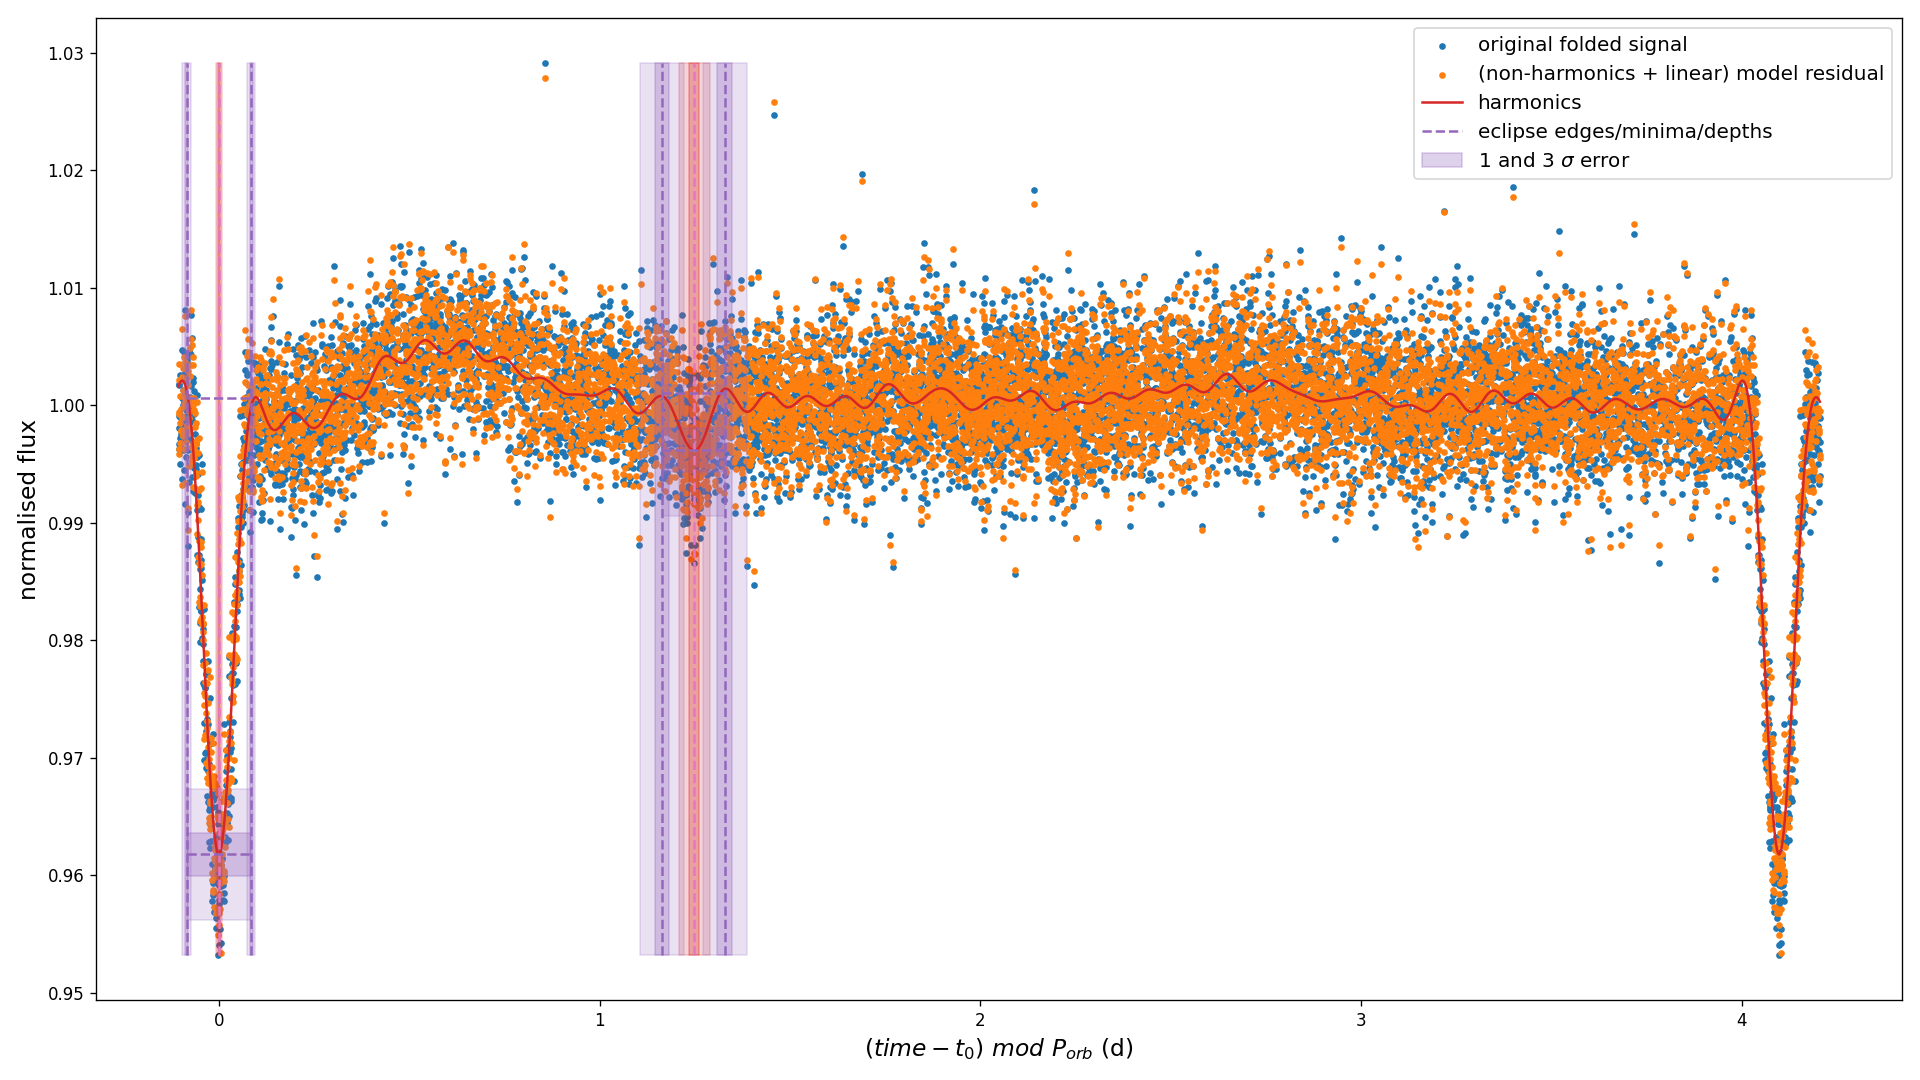 original folded signal
(non-harmonics + linear) model residual
harmonics
eclipse edges/minima/depths
1 and 3 σ error
normalised flux
1.03
1.02
1.01
1.00
0.99
0.98
0.97
0.96
0.95
0
1
2
3
4
(time − t₀) mod Pₒᵣb (d)